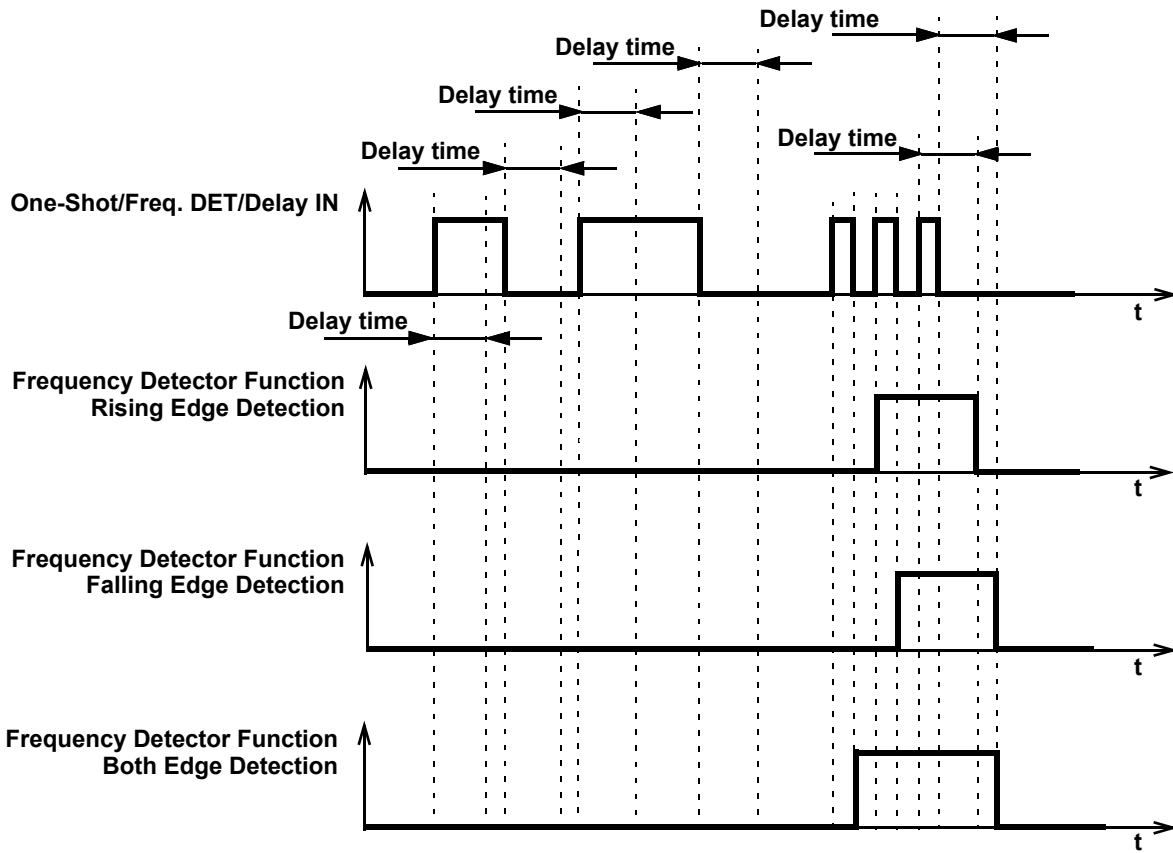 Delay time
Delay time
Delay time
Delay time
Delay time
One-Shot/Freq. DET/Delay IN
t
Delay time
Frequency Detector Function
Rising Edge Detection
t
Frequency Detector Function
Falling Edge Detection
t
Frequency Detector Function
Both Edge Detection
t